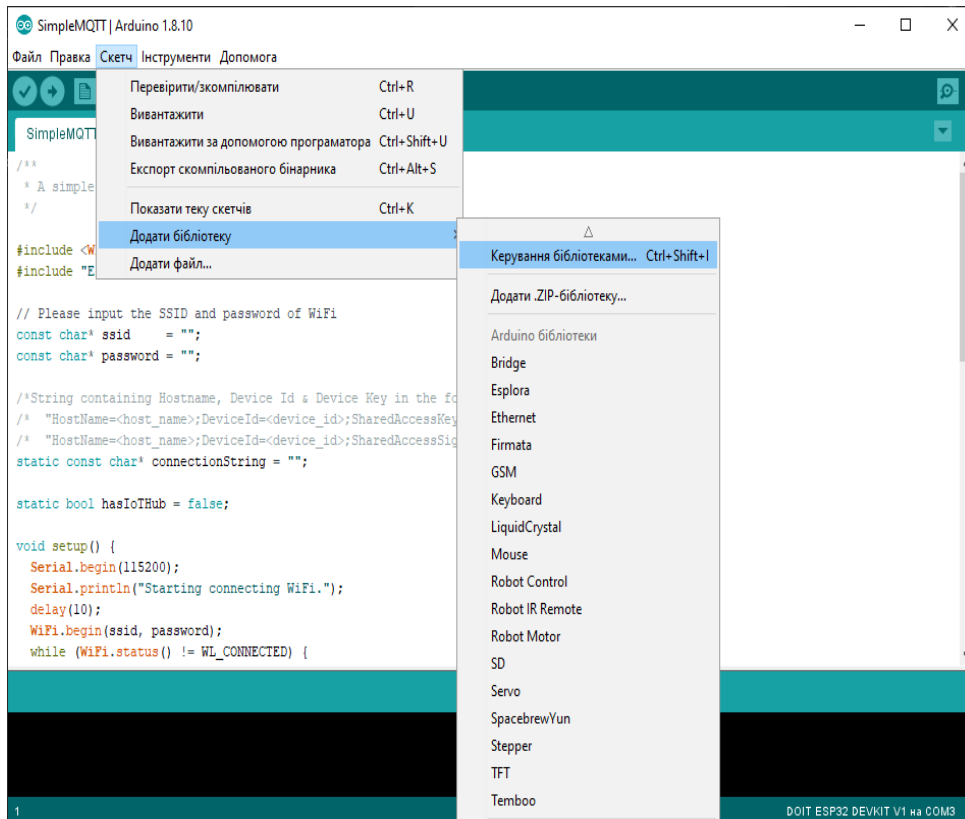 SimpleMQTT | Arduino 1.8.10
Файл Правка Скетч Інструменти Допомога
Перевірити/зкомпілювати Ctrl+R
Вивантажити Ctrl+U
Вивантажити за допомогою програматора Ctrl+Shift+U
Експорт скомпільованого бінарника Ctrl+Alt+S
Показати теку скетчів Ctrl+K
Додати бібліотеку
Додати файл...
Керування бібліотеками... Ctrl+Shift+I
Додати .ZIP-бібліотеку...
Arduino бібліотеки
Bridge
Esplora
Ethernet
Firmata
GSM
Keyboard
LiquidCrystal
Mouse
Robot Control
Robot IR Remote
Robot Motor
SD
Servo
SpacebrewYun
Stepper
TFT
Temboo
SimpleMQTT
/**
* A simple
*/
#include <W
#include "E
// Please input the SSID and password of WiFi
const char* ssid     = "";
const char* password = "";
/*String containing Hostname, Device Id & Device Key in the fo
/*  "HostName=<host_name>;DeviceId=<device_id>;SharedAccessKey
/*  "HostName=<host_name>;DeviceId=<device_id>;SharedAccessSig
static const char* connectionString = "";
static bool hasIoTHub = false;
void setup() {
Serial.begin(115200);
Serial.println("Starting connecting WiFi.");
delay(10);
WiFi.begin(ssid, password);
while (WiFi.status() != WL_CONNECTED) {
1
DOIT ESP32 DEVKIT V1 на COM3